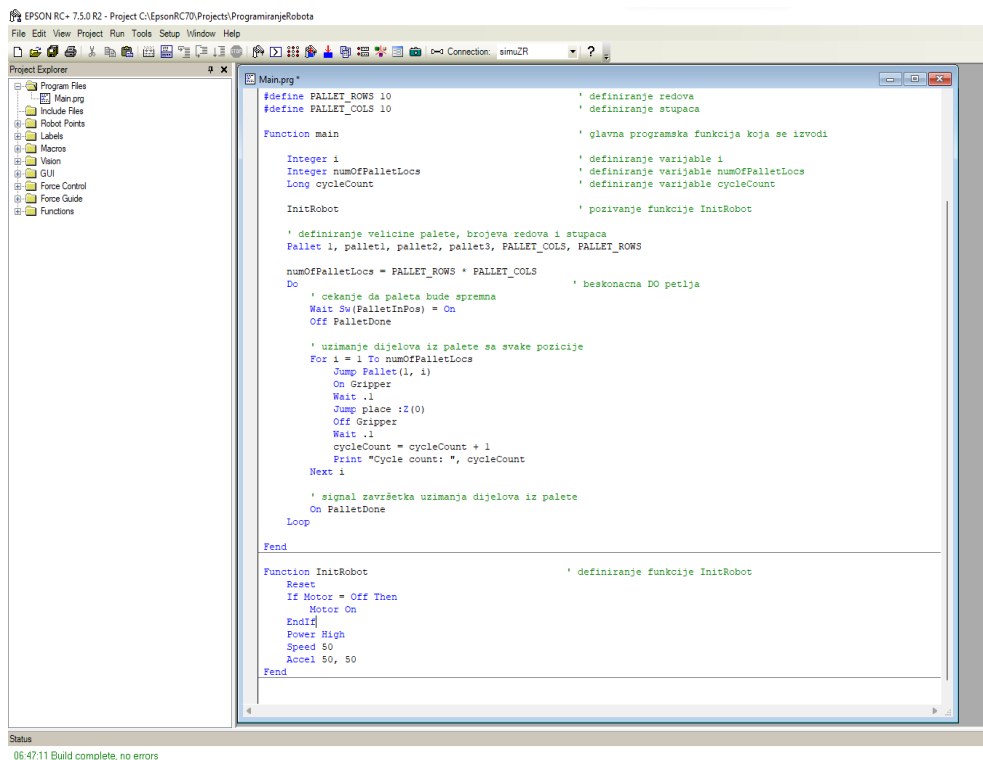 EPSON RC+ 7.5.0 R2 - Project C:\EpsonRC70\Projects\ProgramiranjeRobota
File Edit View Project Run Tools Setup Window Help
Connection: simuZR
Project Explorer
Program Files
Main.prg
Include Files
Robot Points
Labels
Macros
Vision
GUI
Force Control
Force Guide
Functions
Main.prg *
#define PALLET_ROWS 10 ' definiranje redova
#define PALLET_COLS 10 ' definiranje stupaca
Function main ' glavna programska funkcija koja se izvodi
Integer i ' definiranje varijable i
Integer numOfPalletLocs ' definiranje varijable numOfPalletLocs
Long cycleCount ' definiranje varijable cycleCount
InitRobot ' pozivanje funkcije InitRobot
' definiranje velicine palete, brojeva redova i stupaca
Pallet 1, pallet1, pallet2, pallet3, PALLET_COLS, PALLET_ROWS
numOfPalletLocs = PALLET_ROWS * PALLET_COLS
Do ' beskonacna DO petlja
' cekanje da paleta bude spremna
Wait Sw(PalletInPos) = On
Off PalletDone
' uzimanje dijelova iz palete sa svake pozicije
For i = 1 To numOfPalletLocs
Jump Pallet(1, i)
On Gripper
Wait .1
Jump place :Z(0)
Off Gripper
Wait .1
cycleCount = cycleCount + 1
Print "Cycle count: ", cycleCount
Next i
' signal završetka uzimanja dijelova iz palete
On PalletDone
Loop
Fend
Function InitRobot ' definiranje funkcije InitRobot
Reset
If Motor = Off Then
Motor On
EndIf
Power High
Speed 50
Accel 50, 50
Fend
Status
06:47:11 Build complete, no errors